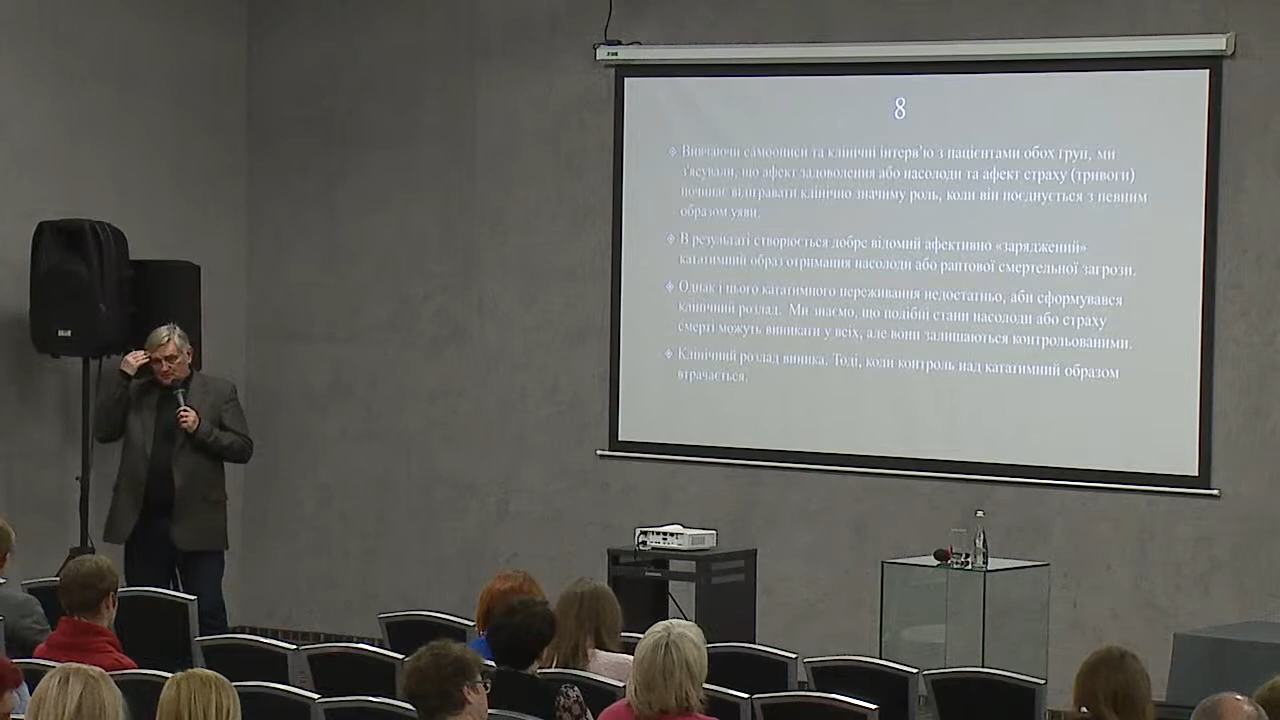 8
Вивчаючи самоописи та клінічні інтерв'ю з пацієнтами обох груп, ми
з'ясували, що афект задоволення або насолоди та афект страху (тривоги)
починає відігравати клінічно значиму роль, коли він поєднується з певним
образом уяви.
В результаті створюється добре відомий афективно «заряджений»
кататимний образ отримання насолоди або раптової смертельної загрози.
Однак і цього кататимного переживання недостатньо, аби сформувався
клінічний розлад. Ми знаємо, що подібні стани насолоди або страху
смерті можуть виникати у всіх, але вони залишаються контрольованими.
Клінічний розлад виника. Тоді, коли контроль над кататимний образом
втрачається.